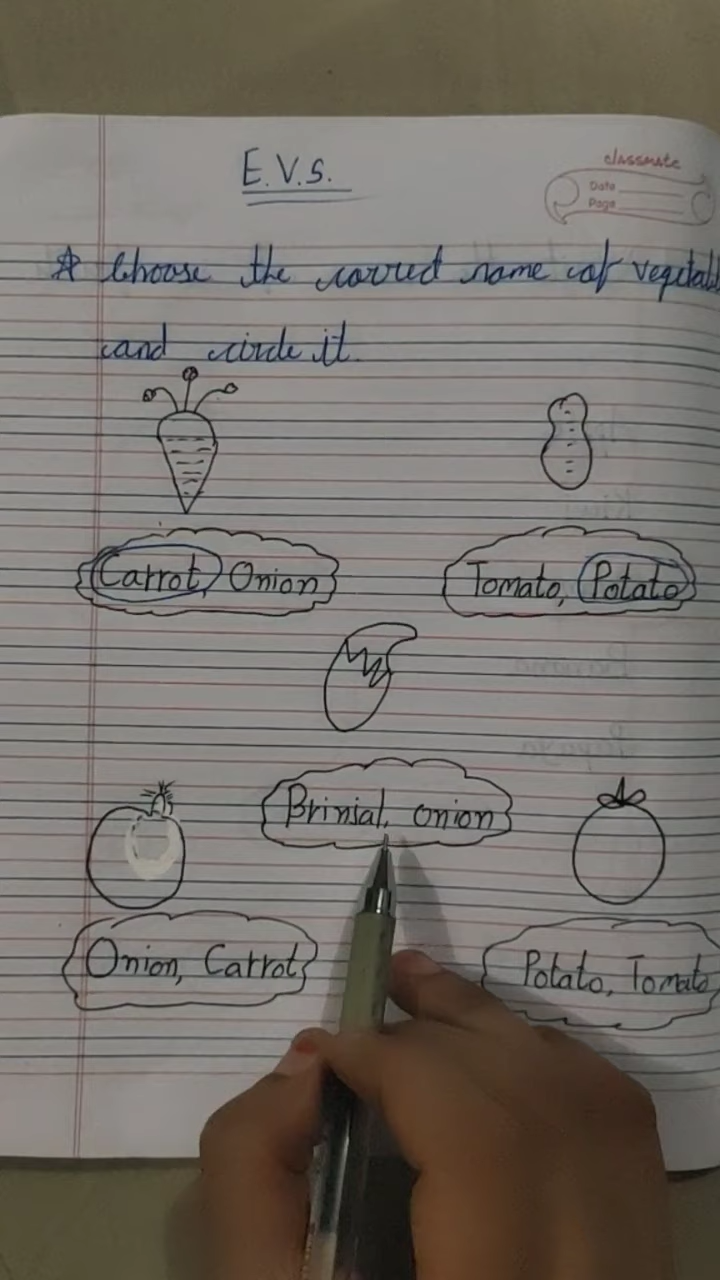 E.V.S.
classmate
Date
Page
Choose the correct name of vegetabl
and circle it.
Carrot, Onion
Tomato, Potato
Brinjal, onion
Onion, Carrot
Potato, Tomato